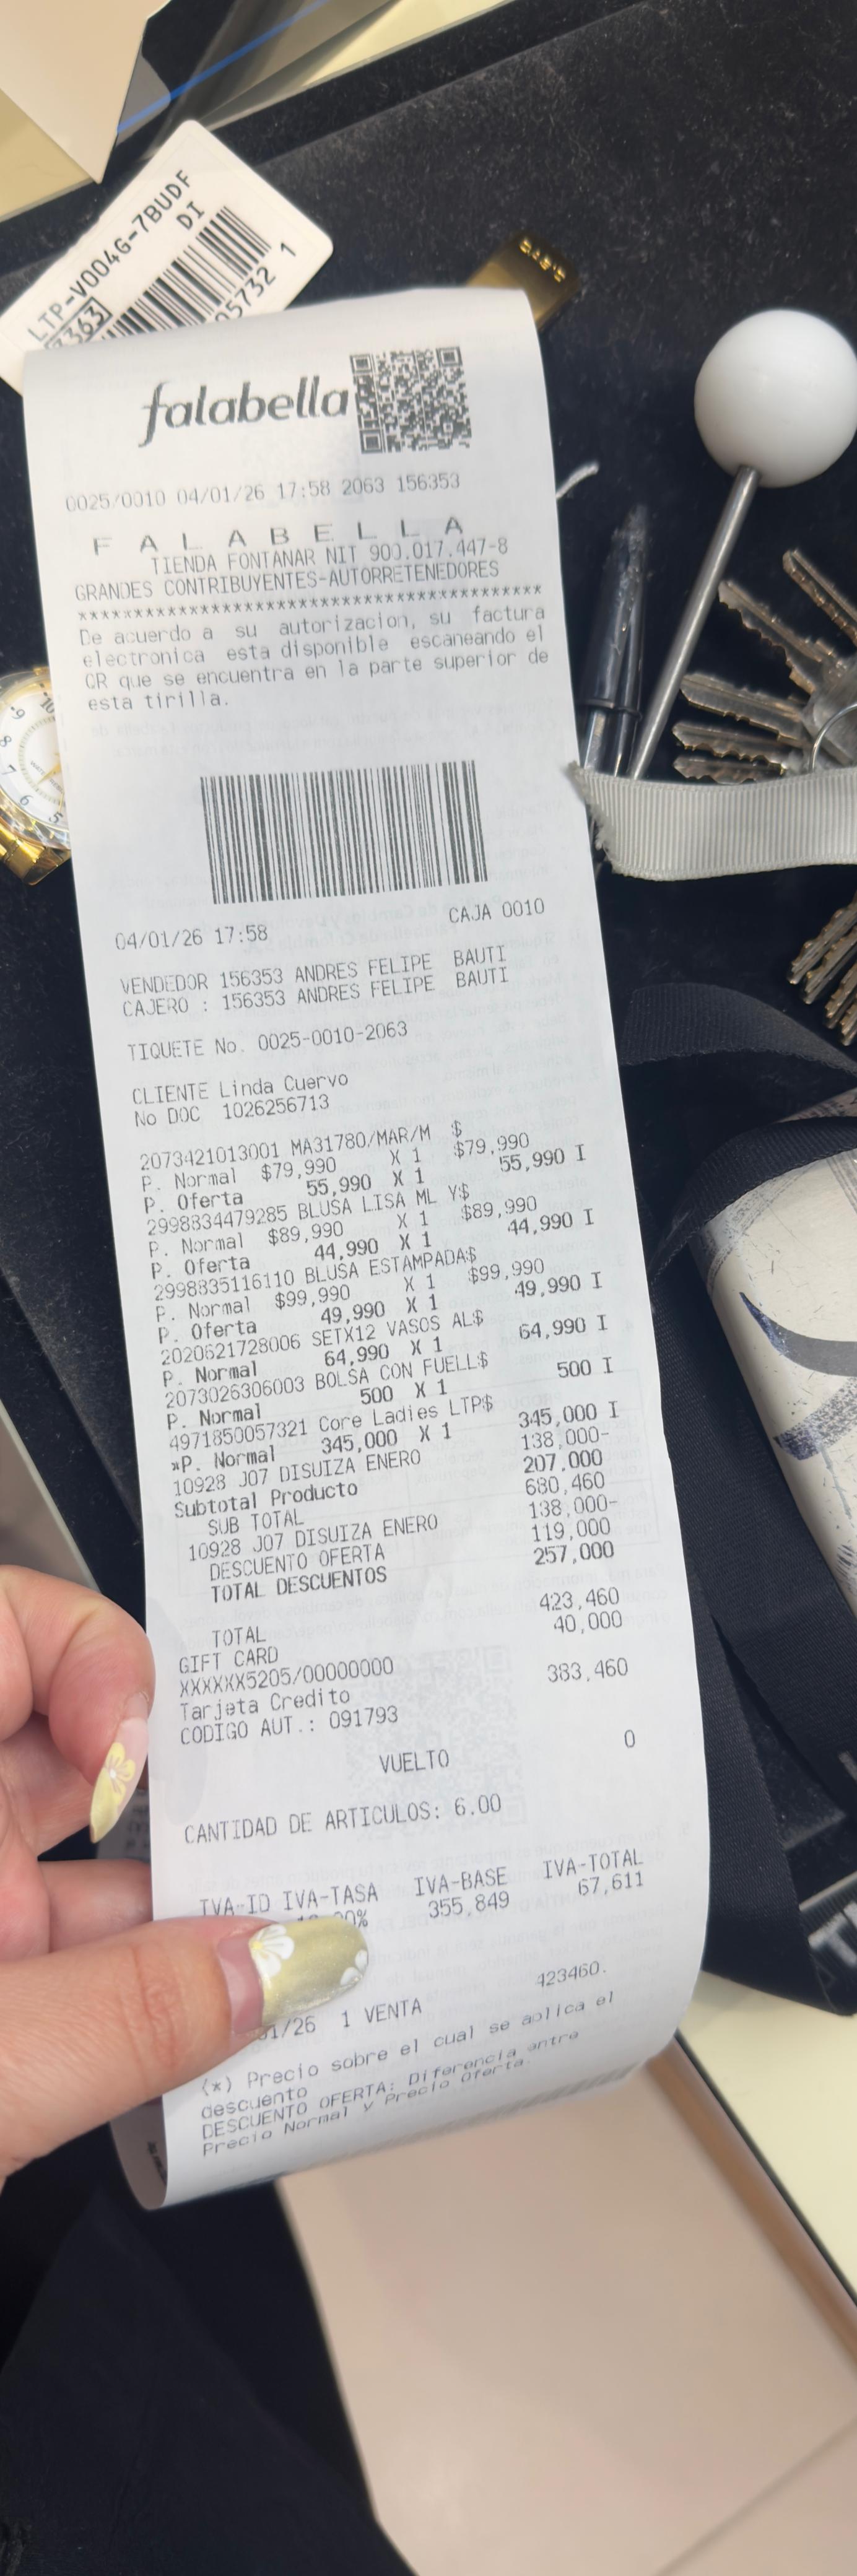 LTP-V004G-7BUDF
DI
7363
05732 1
falabella
0025/0010 04/01/26 17:58 2063 156353
F A L A B E L L A
TIENDA FONTANAR NIT 900.017.447-8
GRANDES CONTRIBUYENTES-AUTORRETENEDORES
*****************************************
De acuerdo a su autorizacion, su factura
electronica esta disponible escaneando el
CR que se encuentra en la parte superior de
esta tirilla.
04/01/26 17:58 CAJA 0010
VENDEDOR 156353 ANDRES FELIPE BAUTI
CAJERO : 156353 ANDRES FELIPE BAUTI
TIQUETE No. 0025-0010-2063
CLIENTE Linda Cuervo
No DOC 1026256713
2073421013001 MA31780/MAR/M $
P. Normal $79,990 X 1 $79,990
P. Oferta 55,990 X 1 55,990 I
2998834479285 BLUSA LISA ML Y$
P. Normal $89,990 X 1 $89,990
P. Oferta 44,990 X 1 44,990 I
2998835116110 BLUSA ESTAMPADA$
P. Normal $99,990 X 1 $99,990
P. Oferta 49,990 X 1 49,990 I
2020621728006 SETX12 VASOS AL$
P. Normal 64,990 X 1 64,990 I
2073026306003 BOLSA CON FUELL$
P. Normal 500 X 1 500 I
4971850057321 Core Ladies LTP$
*P. Normal 345,000 X 1 345,000 I
10928 J07 DISUIZA ENERO 138,000-
Subtotal Producto 207,000
SUB TOTAL 680,460
10928 J07 DISUIZA ENERO 138,000-
DESCUENTO OFERTA 119,000
TOTAL DESCUENTOS 257,000
TOTAL 423,460
GIFT CARD 40,000
XXXXXX5205/00000000
Tarjeta Credito 383,460
CODIGO AUT.: 091793
VUELTO 0
CANTIDAD DE ARTICULOS: 6.00
IVA-ID IVA-TASA IVA-BASE IVA-TOTAL
355,849 67,611
423460.
1/26 1 VENTA
(*) Precio sobre el cual se aplica el
descuento
DESCUENTO OFERTA: Diferencia entre
Precio Normal y Precio Oferta.